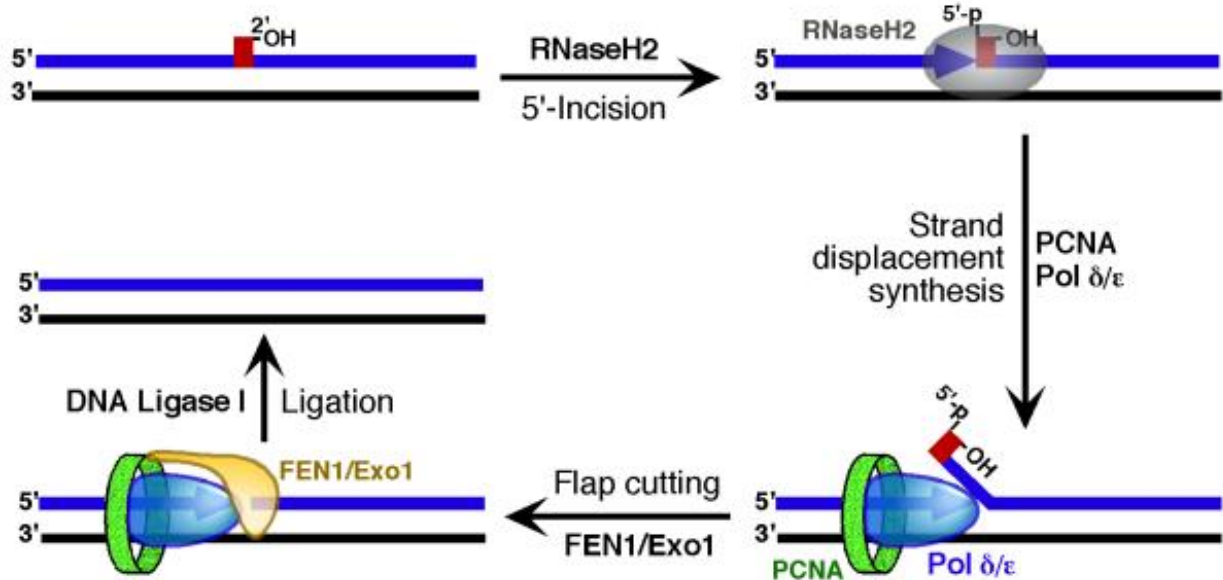 2'
OH
5'
3'
RNaseH2
5'-Incision
5'-p
RNaseH2
OH
5'
3'
Strand
displacement
synthesis
PCNA
Pol δ/ε
5'-p
OH
5'
3'
PCNA
Pol δ/ε
Flap cutting
FEN1/Exo1
FEN1/Exo1
5'
3'
DNA Ligase I
Ligation
5'
3'